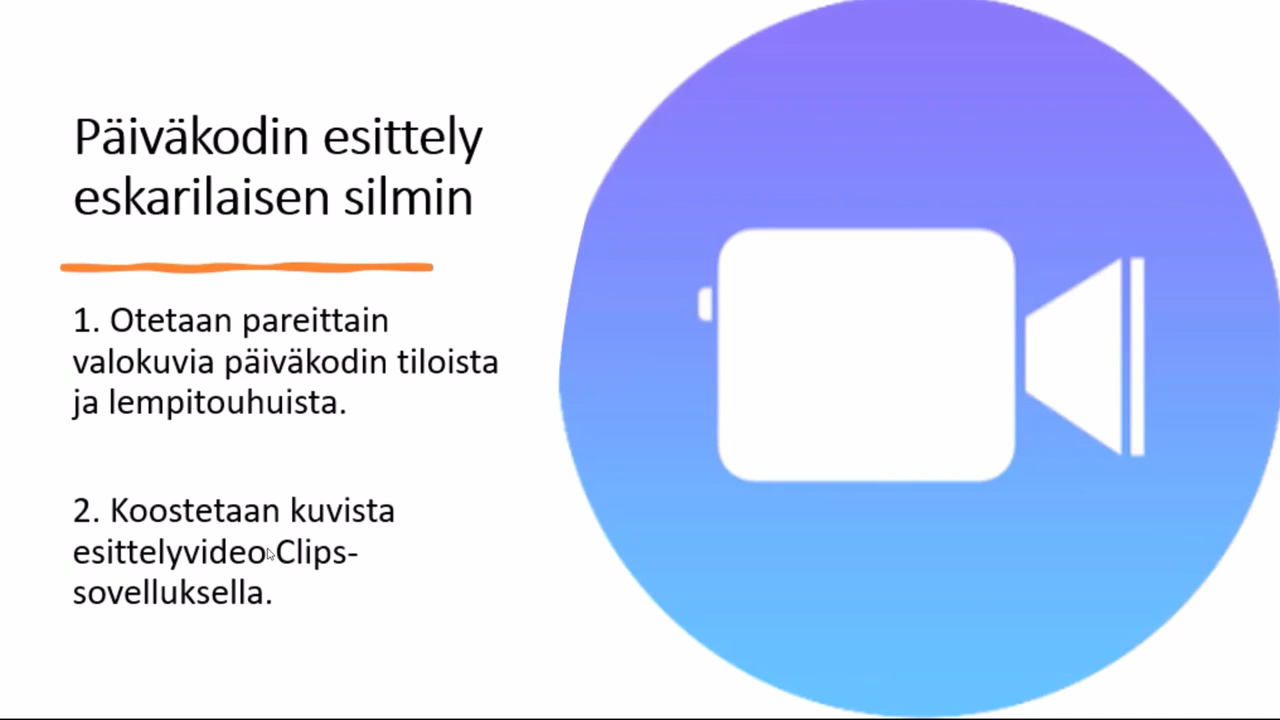 Päiväkodin esittely
eskarilaisen silmin
1. Otetaan pareittain
valokuvia päiväkodin tiloista
ja lempitouhuista.
2. Koostetaan kuvista
esittelyvideo Clips-
sovelluksella.